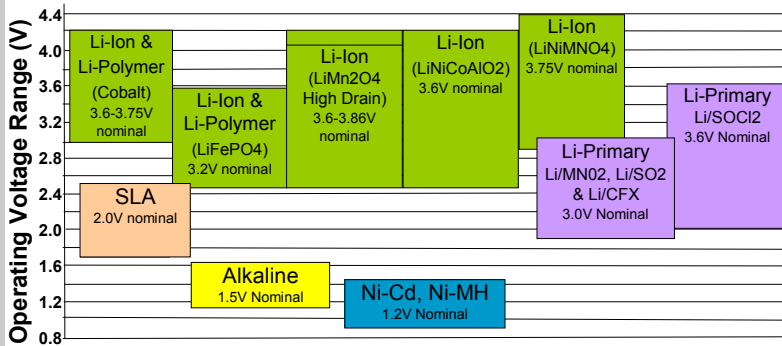 Operating Voltage Range (V)
4.4
4.0
3.6
3.2
2.8
2.4
2.0
1.6
1.2
0.8
Li-Ion &
Li-Polymer
(Cobalt)
3.6-3.75V
nominal
Li-Ion &
Li-Polymer
(LiFePO4)
3.2V nominal
Li-Ion
(LiMn2O4
High Drain)
3.6-3.86V
nominal
Li-Ion
(LiNiCoAlO2)
3.6V nominal
Li-Ion
(LiNiMNO4)
3.75V nominal
Li-Primary
Li/SOCl2
3.6V Nominal
Li-Primary
Li/MN02, Li/SO2
& Li/CFX
3.0V Nominal
SLA
2.0V nominal
Alkaline
1.5V Nominal
Ni-Cd, Ni-MH
1.2V Nominal